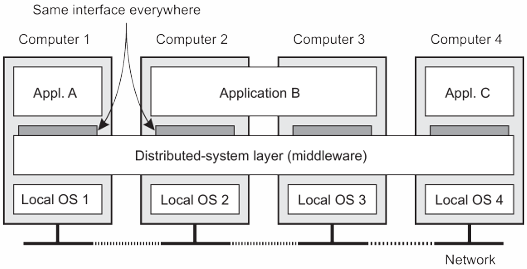 Same interface everywhere
Computer 1
Computer 2
Computer 3
Computer 4
Appl. A
Application B
Appl. C
Distributed-system layer (middleware)
Local OS 1
Local OS 2
Local OS 3
Local OS 4
Network